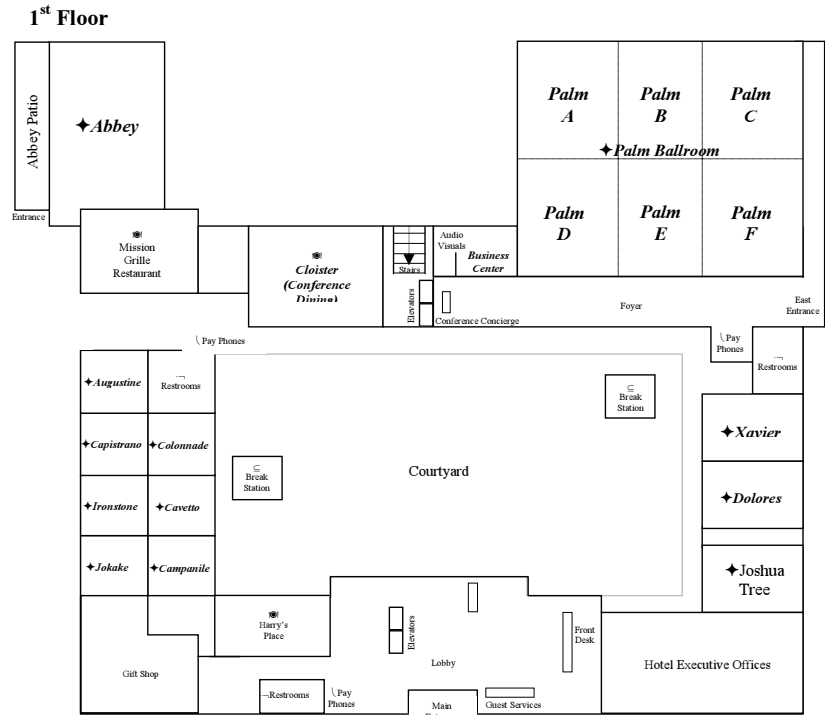 1st Floor
Abbey Patio
✦Abbey
Palm
A
Palm
B
Palm
C
✦Palm Ballroom
Palm
D
Palm
E
Palm
F
Entrance
Mission
Grille
Restaurant
Cloister
(Conference
Dining)
Stairs
Audio
Visuals
Business
Center
Elevators
Conference Concierge
Foyer
East
Entrance
Pay Phones
Pay
Phones
Restrooms
✦Augustine
Restrooms
Break
Station
✦Xavier
✦Capistrano
✦Colonnade
Courtyard
Break
Station
✦Dolores
✦Ironstone
✦Cavetto
✦Jokake
✦Campanile
✦Joshua
Tree
Harry's
Place
Elevators
Front
Desk
Lobby
Gift Shop
Hotel Executive Offices
Restrooms
Pay
Phones
Main
Guest Services